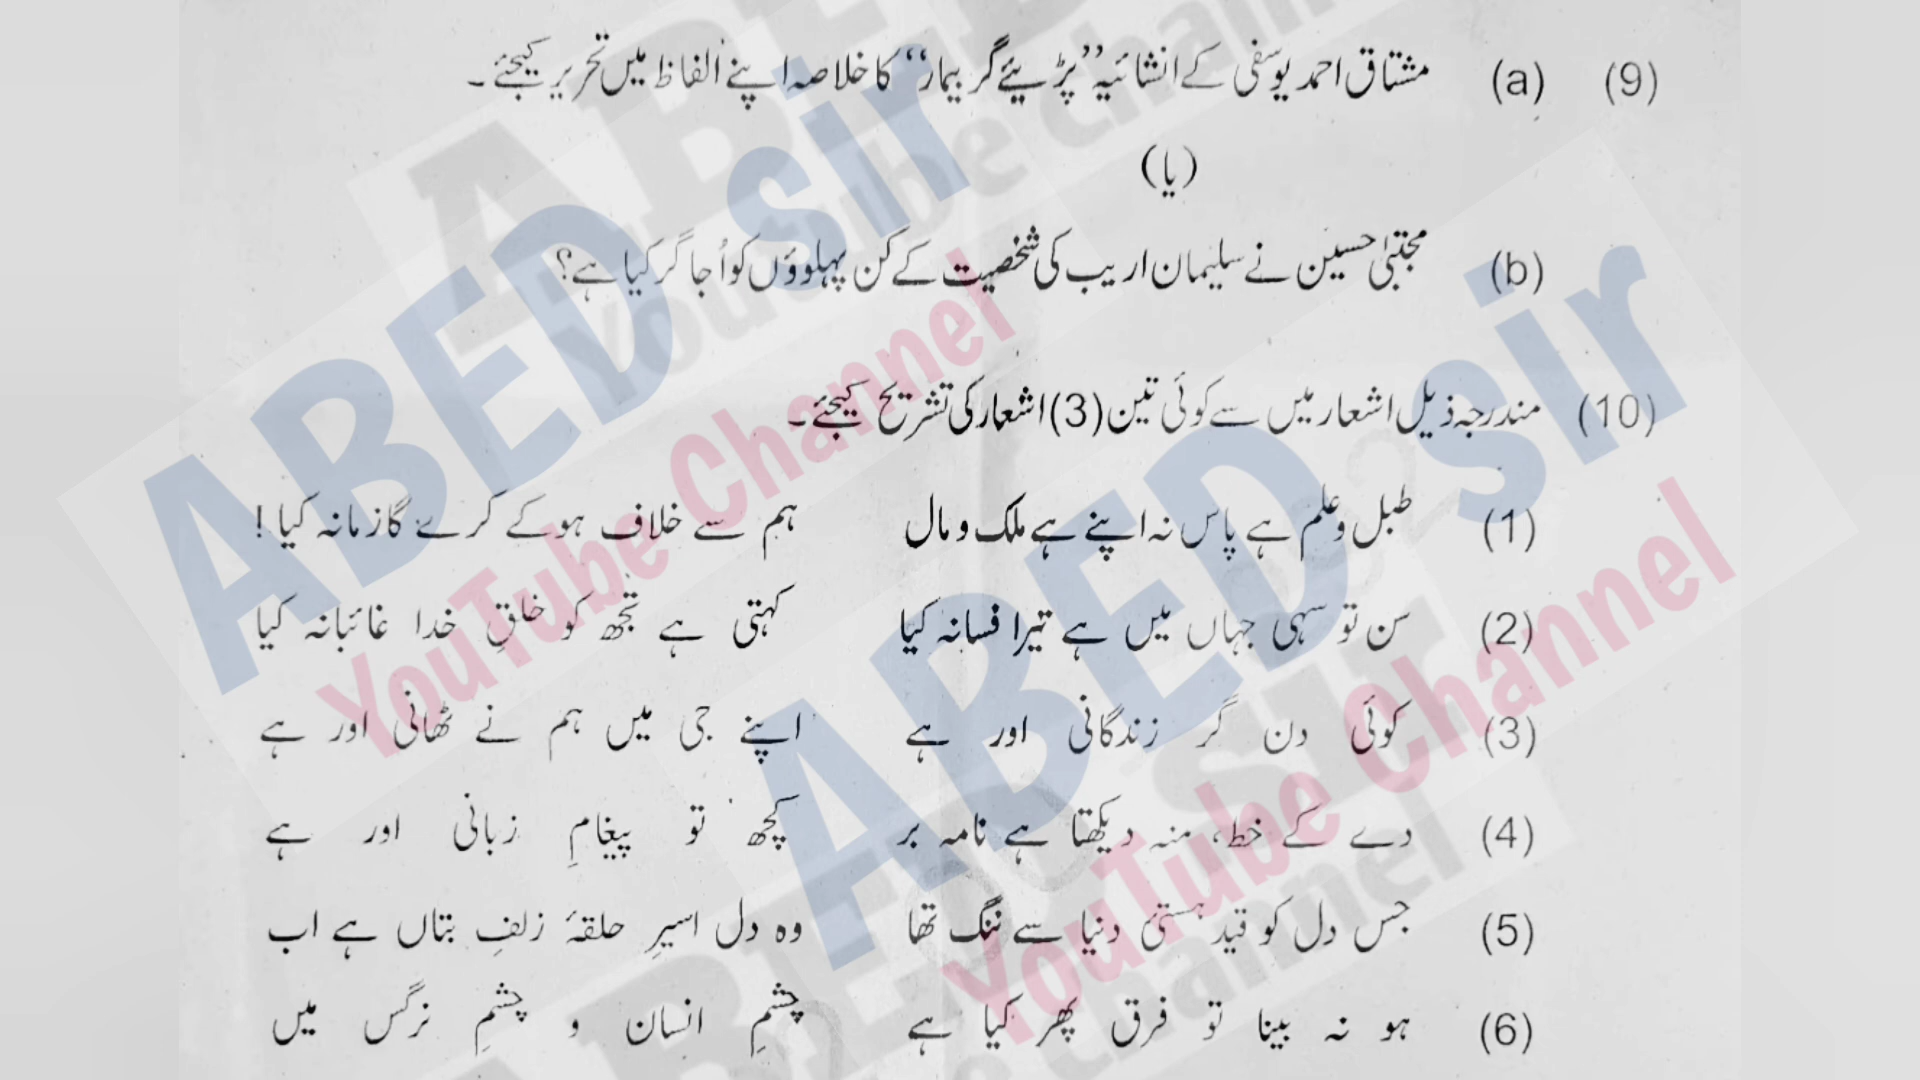 (9) (a) مشتاق احمد یوسفی کے انشائیہ ”پڑیئے گر بیمار“ کا خلاصہ اپنے الفاظ میں تحریر کیجئے۔
(یا)
(b) مجتبیٰ حسین نے سلیمان اریب کی شخصیت کے کن پہلوؤں کو اُجاگر کیا ہے؟
(10) مندرجہ ذیل اشعار میں سے کوئی تین (3) اشعار کی تشریح کیجئے۔
(1) طبل و علم ہے پاس نہ اپنے ہے ملک و مال ہم سے خلاف ہو کے کرے گا زمانہ کیا !
(2) سن تو سہی جہاں میں ہے تیرا فسانہ کیا کہتی ہے تجھ کو خلقِ خدا غائبانہ کیا
(3) کوئی دن گر زندگانی اور ہے اپنے جی میں ہم نے ٹھانی اور ہے
(4) دے کے خط، منہ دیکھتا ہے نامہ بر کچھ تو پیغامِ زبانی اور ہے
(5) جس دل کو قید ہستیٔ دنیا سے ننگ تھا وہ دل اسیرِ حلقۂ زلفِ بتاں ہے اب
(6) ہو نہ بینا تو فرق پھر کیا ہے چشمِ انسان و چشمِ نرگس میں
ABED sir
YouTube Channel
ABED sir
YouTube Channel